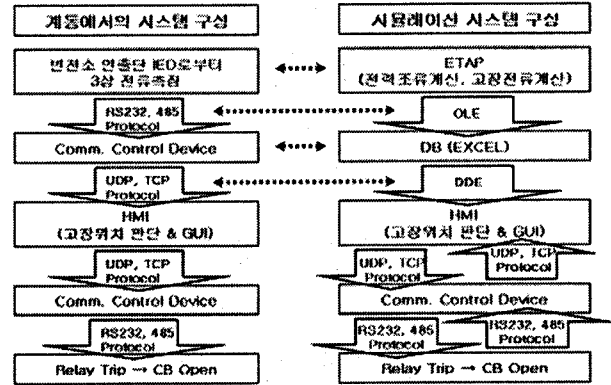 계통에서의 시스템 구성
변전소 인출단 IED로부터
3상 전류측정
RS232, 485
Protocol
Comm. Control Device
UDP, TCP
Protocol
HMI
(고장위치 판단 & GUI)
UDP, TCP
Protocol
Comm. Control Device
RS232, 485
Protocol
Relay Trip → CB Open
시뮬레이션 시스템 구성
ETAP
(전력조류계산, 고장전류계산)
OLE
DB (EXCEL)
DDE
HMI
(고장위치 판단 & GUI)
UDP, TCP
Protocol
UDP, TCP
Protocol
Comm. Control Device
RS232, 485
Protocol
RS232, 485
Protocol
Relay Trip → CB Open